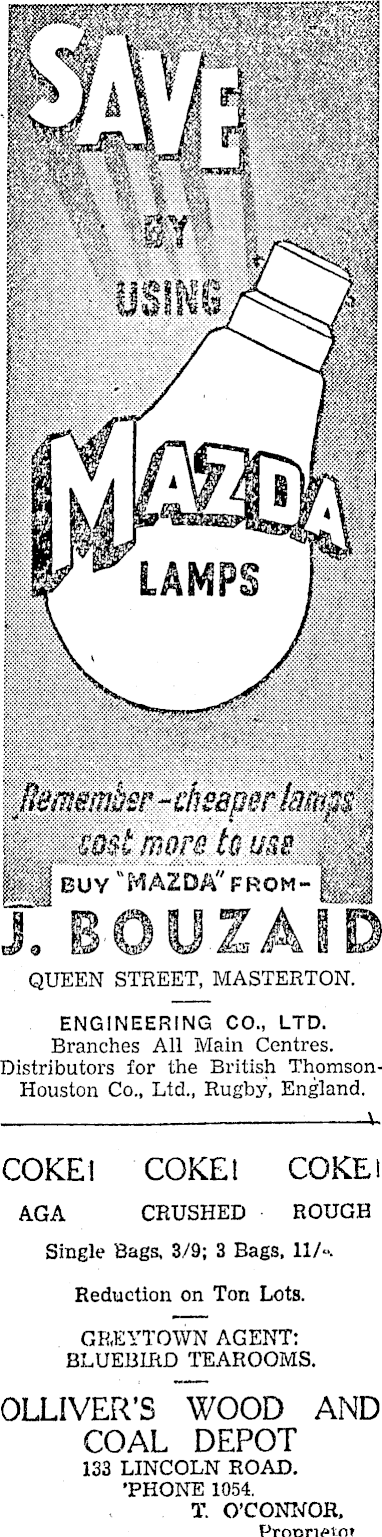 SAVE
BY
USING
MAZDA
LAMPS
Remember - cheaper lamps
cost more to use
BUY "MAZDA" FROM-
J. BOUZAID
QUEEN STREET, MASTERTON.
ENGINEERING CO., LTD.
Branches All Main Centres.
Distributors for the British Thomson-
Houston Co., Ltd., Rugby, England.
COKE! COKE! COKE!
AGA CRUSHED ROUGH
Single Bags, 3/9; 3 Bags, 11/-.
Reduction on Ton Lots.
GREYTOWN AGENT:
BLUEBIRD TEAROOMS.
OLLIVER'S WOOD AND
COAL DEPOT
133 LINCOLN ROAD.
'PHONE 1054.
T. O'CONNOR,
Proprietor